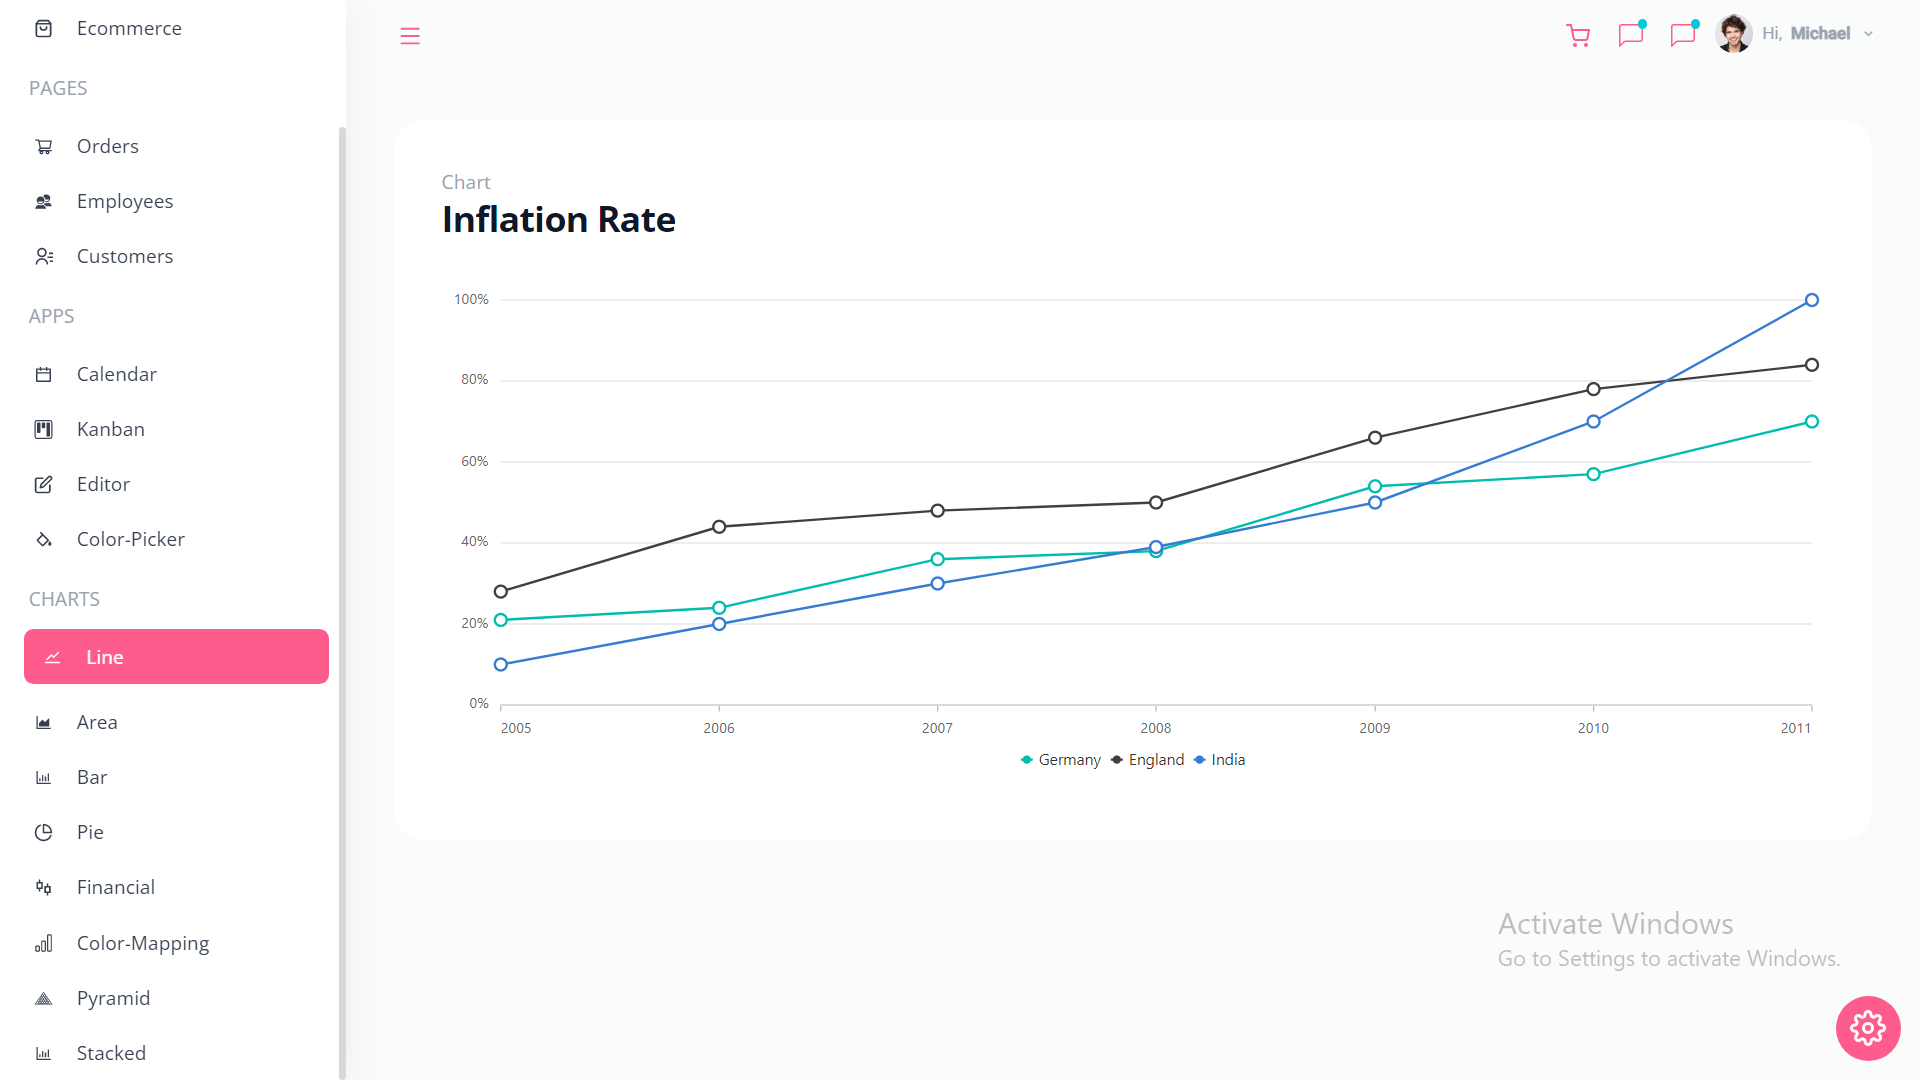 Ecommerce
PAGES
Orders
Employees
Customers
APPS
Calendar
Kanban
Editor
Color-Picker
CHARTS
Line
Area
Bar
Pie
Financial
Color-Mapping
Pyramid
Stacked
Hi, Michael
Chart
Inflation Rate
100%
80%
60%
40%
20%
0%
2005 2006 2007 2008 2009 2010 2011
Germany England India
Activate Windows
Go to Settings to activate Windows.